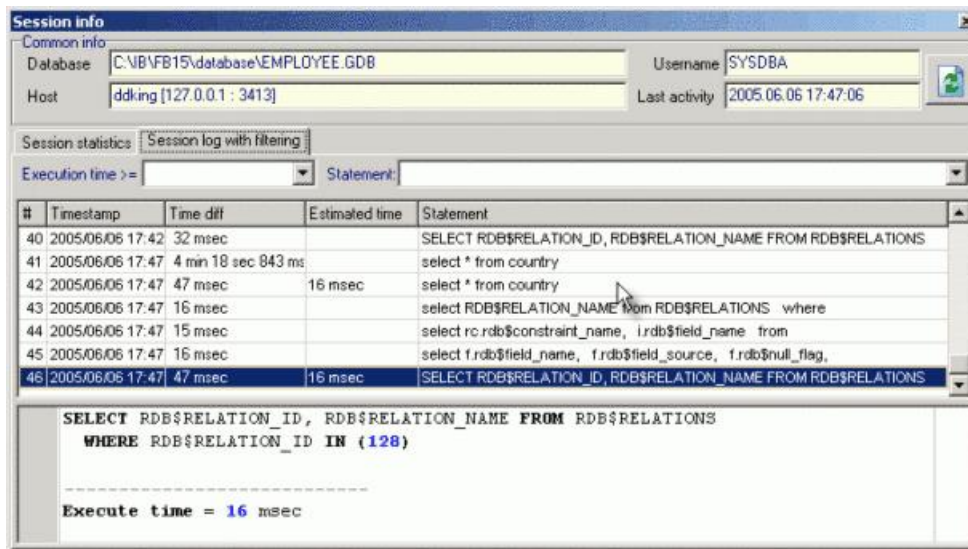 Session info
Common info
Database C:\IB\FB15\database\EMPLOYEE.GDB Username SYSDBA
Host ddking [127.0.0.1 : 3413] Last activity 2005.06.06 17:47:06
Session statistics Session log with filtering
Execution time >= Statement:
# Timestamp Time diff Estimated time Statement
40 2005/06/06 17:42 32 msec SELECT RDB$RELATION_ID, RDB$RELATION_NAME FROM RDB$RELATIONS
41 2005/06/06 17:47 4 min 18 sec 843 ms select * from country
42 2005/06/06 17:47 47 msec 16 msec select * from country
43 2005/06/06 17:47 16 msec select RDB$RELATION_NAME from RDB$RELATIONS where
44 2005/06/06 17:47 15 msec select rc.rdb$constraint_name, i.rdb$field_name from
45 2005/06/06 17:47 16 msec select f.rdb$field_name, f.rdb$field_source, f.rdb$null_flag,
46 2005/06/06 17:47 47 msec 16 msec SELECT RDB$RELATION_ID, RDB$RELATION_NAME FROM RDB$RELATIONS
SELECT RDB$RELATION_ID, RDB$RELATION_NAME FROM RDB$RELATIONS
WHERE RDB$RELATION_ID IN (128)
------------------------------
Execute time = 16 msec